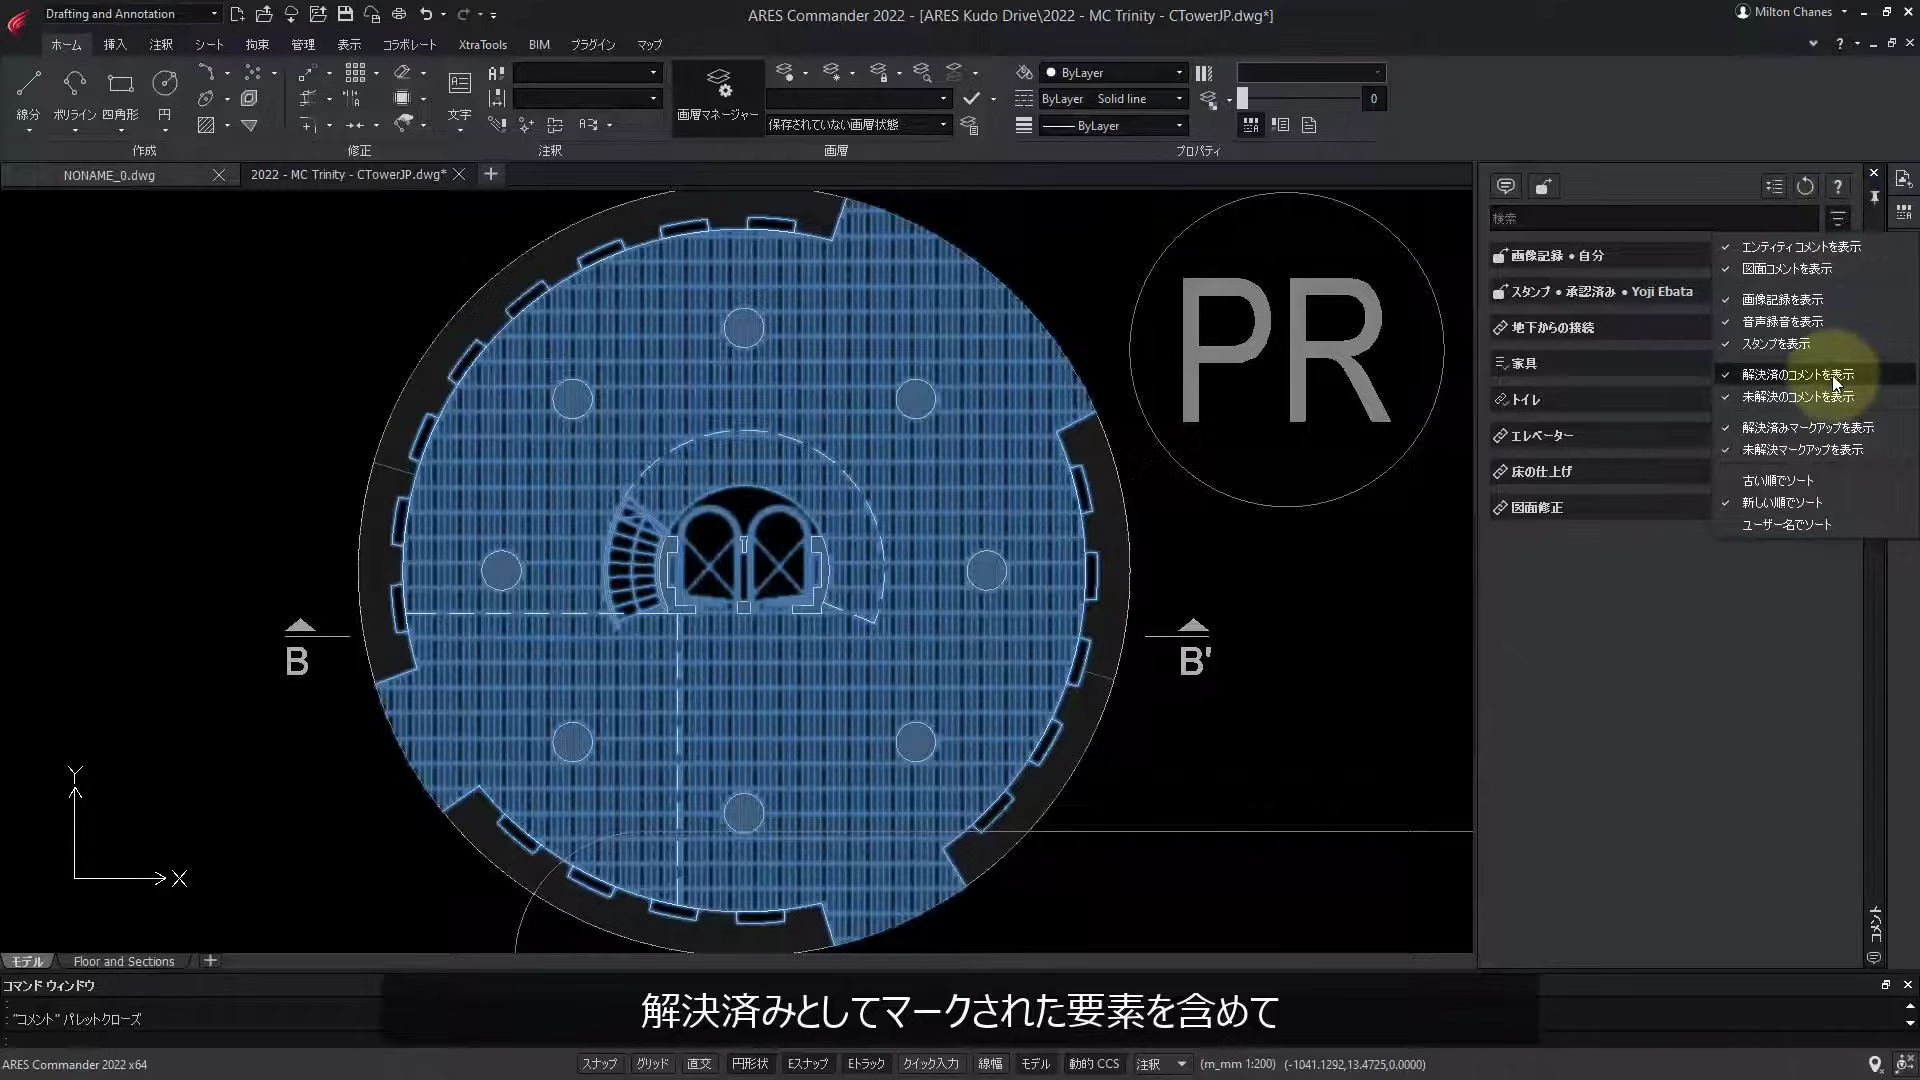 Drafting and Annotation
ARES Commander 2022 - [ARES Kudo Drive\2022 - MC Trinity - CTowerJP.dwg*]
Milton Chanes
ホーム 挿入 注釈 シート 拘束 管理 表示 コラボレート XtraTools BIM プラグイン マップ
ByLayer
ByLayer Solid line
0
線分 ポリライン 四角形 円 文字 画層マネージャー
保存されていない画層状態
ByLayer
作成 修正 注釈 画層 プロパティ
NONAME_0.dwg
2022 - MC Trinity - CTowerJP.dwg*
検索
画像記録 • 自分
スタンプ • 承認済み • Yoji Ebata
地下からの接続
家具
トイレ
エレベーター
床の仕上げ
図面修正
エンティティコメントを表示
図面コメントを表示
画像記録を表示
音声録音を表示
スタンプを表示
解決済のコメントを表示
未解決のコメントを表示
解決済みマークアップを表示
未解決マークアップを表示
古い順でソート
新しい順でソート
ユーザー名でソート
PR
B
B'
Y
X
コメント
モデル Floor and Sections
コマンド ウィンドウ
:
: "コメント" パレットクローズ
:
解決済みとしてマークされた要素を含めて
ARES Commander 2022 x64
スナップ グリッド 直交 円形状 Eスナップ Eトラック クイック入力 線幅 モデル 動的 CCS 注釈 (m_mm 1:200) (-1041.1292,13.4725,0.0000)